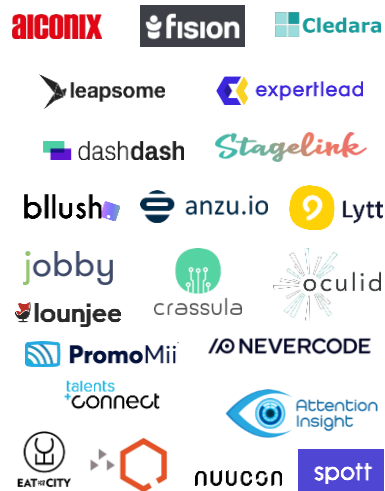 aiconix
fision
Cledara
leapsome
expertlead
dashdash
Stagelink
bllush
anzu.io
Lytt
jobby
crassula
oculid
lounjee
PromoMii
NEVERCODE
talents
connect
Attention
Insight
EAT THE CITY
nuucon
spott